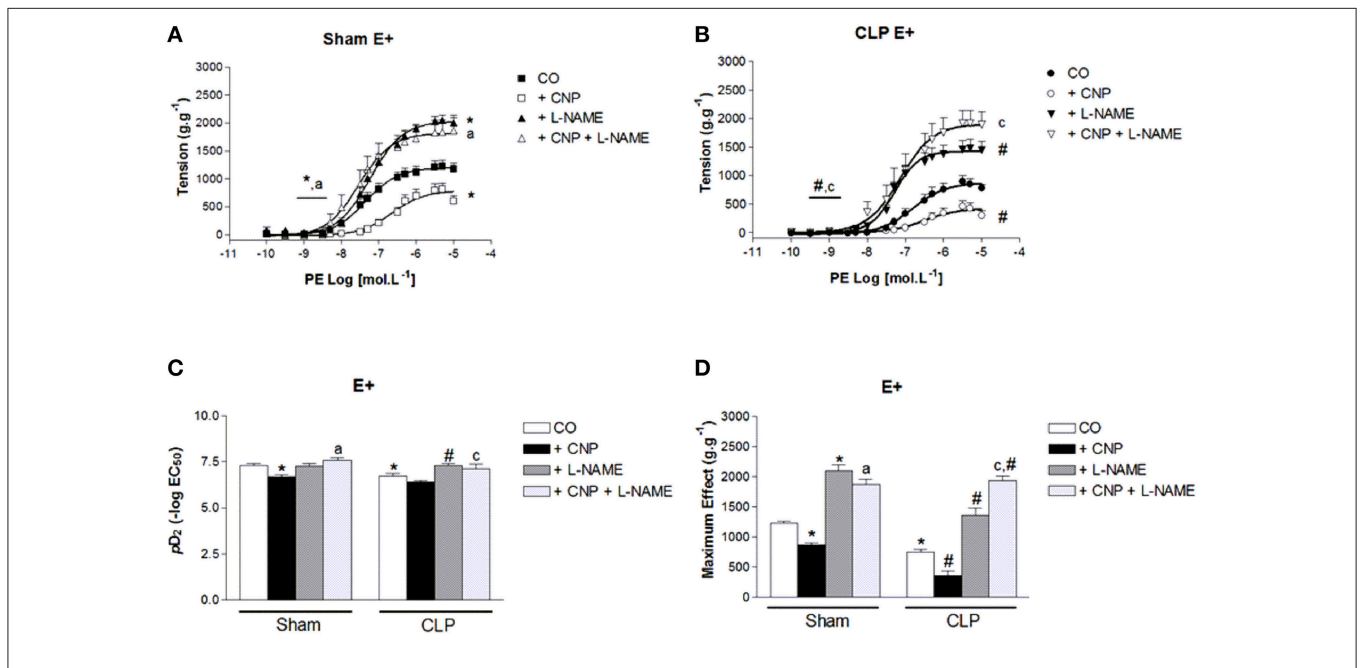 A
Sham E+
3000
2500
2000
1500
1000
500
0
Tension (g.g-1)
-11 -10 -9 -8 -7 -6 -5 -4
PE Log [mol.L-1]
*,a
*
a
*
CO
+ CNP
+ L-NAME
+ CNP + L-NAME
B
CLP E+
3000
2500
2000
1500
1000
500
0
Tension (g.g-1)
-11 -10 -9 -8 -7 -6 -5 -4
PE Log [mol.L-1]
#,c
c
#
#
CO
+ CNP
+ L-NAME
+ CNP + L-NAME
C
E+
10.0
7.5
5.0
2.5
0.0
pD2 (-log EC50)
* a * # c
Sham CLP
CO
+ CNP
+ L-NAME
+ CNP + L-NAME
D
E+
3000
2500
2000
1500
1000
500
0
Maximum Effect (g.g-1)
* * a * # # c,#
Sham CLP
CO
+ CNP
+ L-NAME
+ CNP + L-NAME